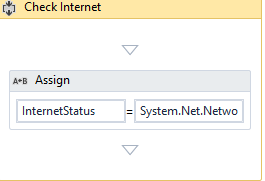 Check Internet
A+B Assign
InternetStatus = System.Net.Netwo